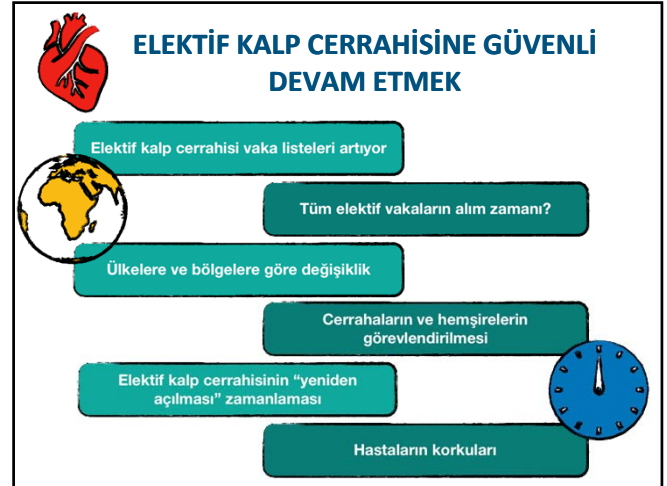 ELEKTİF KALP CERRAHİSİNE GÜVENLİ
DEVAM ETMEK
Elektif kalp cerrahisi vaka listeleri artıyor
Tüm elektif vakaların alım zamanı?
Ülkelere ve bölgelere göre değişiklik
Cerrahaların ve hemşirelerin
görevlendirilmesi
Elektif kalp cerrahisinin “yeniden
açılması” zamanlaması
Hastaların korkuları